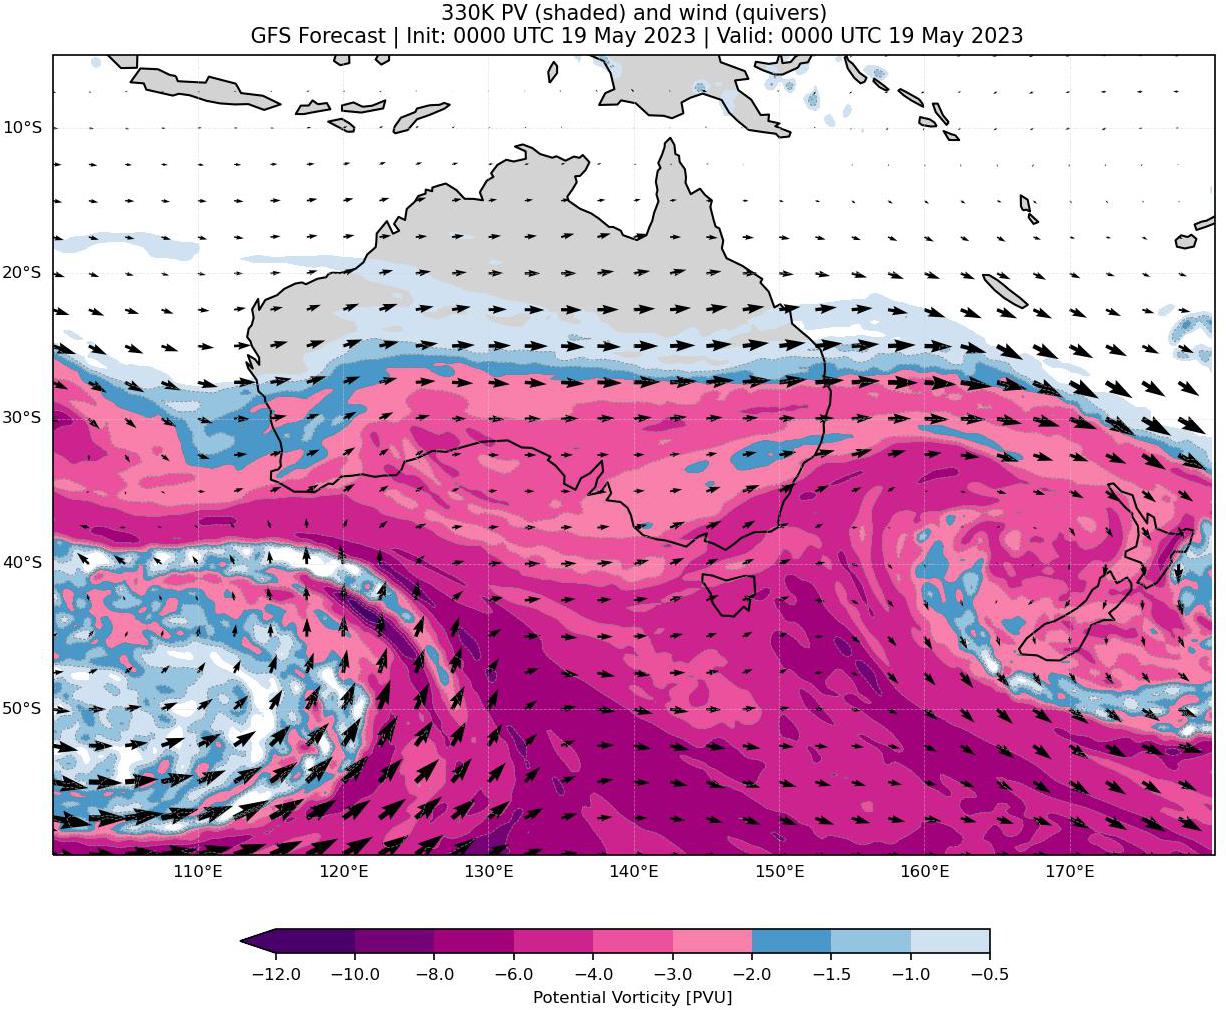 330K PV (shaded) and wind (quivers)
GFS Forecast | Init: 0000 UTC 19 May 2023 | Valid: 0000 UTC 19 May 2023
10°S
20°S
30°S
40°S
50°S
110°E 120°E 130°E 140°E 150°E 160°E 170°E
−12.0 −10.0 −8.0 −6.0 −4.0 −3.0 −2.0 −1.5 −1.0 −0.5
Potential Vorticity [PVU]